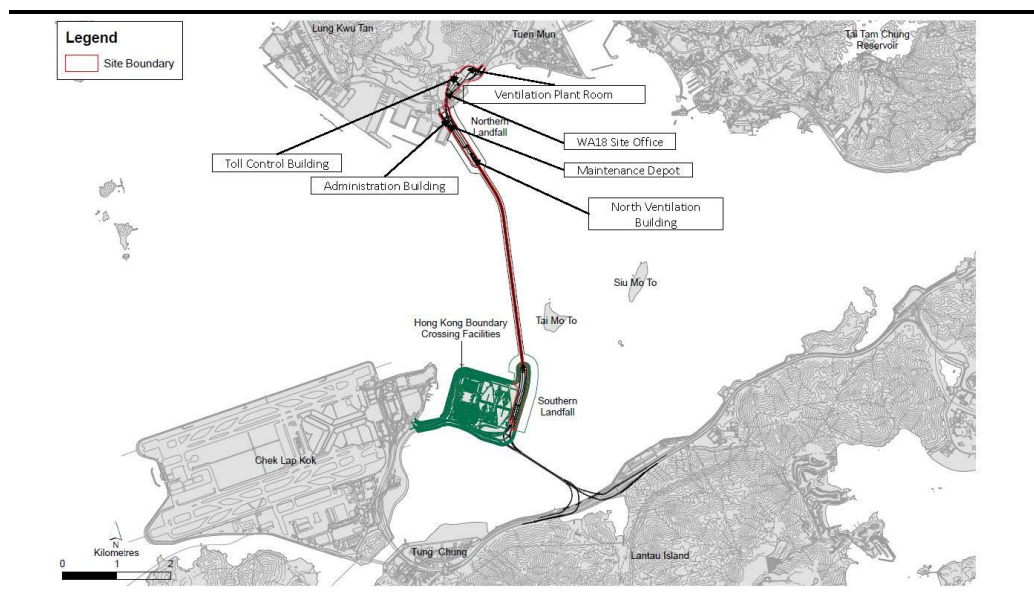 Legend
Site Boundary
Lung Kwu Tan
Tuen Mun
Tai Tam Chung
Reservoir
Ventilation Plant Room
Northern
Landfall
WA18 Site Office
Toll Control Building
Maintenance Depot
Administration Building
North Ventilation
Building
Siu Mo To
Tai Mo To
Hong Kong Boundary
Crossing Facilities
Southern
Landfall
Chek Lap Kok
N
Kilometres
0 1 2
Tung Chung
Lantau Island